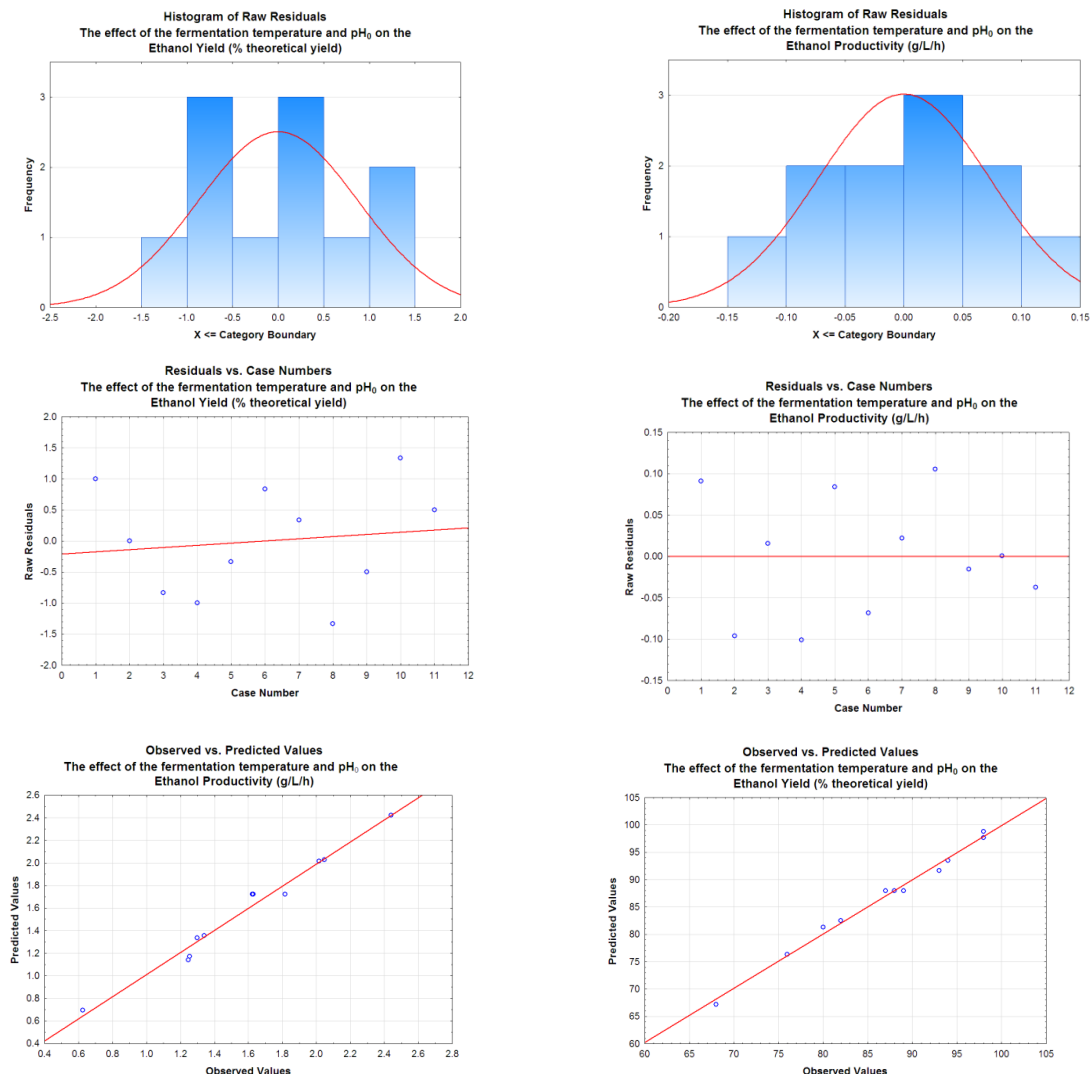 Histogram of Raw Residuals
The effect of the fermentation temperature and pH₀ on the
Ethanol Yield (% theoretical yield)
3
2
1
0
Frequency
-2.5 -2.0 -1.5 -1.0 -0.5 0.0 0.5 1.0 1.5 2.0
X <= Category Boundary
Histogram of Raw Residuals
The effect of the fermentation temperature and pH₀ on the
Ethanol Productivity (g/L/h)
3
2
1
0
Frequency
-0.20 -0.15 -0.10 -0.05 0.00 0.05 0.10 0.15
X <= Category Boundary
Residuals vs. Case Numbers
The effect of the fermentation temperature and pH₀ on the
Ethanol Yield (% theoretical yield)
2.0
1.5
1.0
0.5
0.0
-0.5
-1.0
-1.5
-2.0
Raw Residuals
0 1 2 3 4 5 6 7 8 9 10 11 12
Case Number
Residuals vs. Case Numbers
The effect of the fermentation temperature and pH₀ on the
Ethanol Productivity (g/L/h)
0.15
0.10
0.05
0.00
-0.05
-0.10
-0.15
Raw Residuals
0 1 2 3 4 5 6 7 8 9 10 11 12
Case Number
Observed vs. Predicted Values
The effect of the fermentation temperature and pH₀ on the
Ethanol Productivity (g/L/h)
2.6
2.4
2.2
2.0
1.8
1.6
1.4
1.2
1.0
0.8
0.6
0.4
Predicted Values
0.4 0.6 0.8 1.0 1.2 1.4 1.6 1.8 2.0 2.2 2.4 2.6 2.8
Observed Values
Observed vs. Predicted Values
The effect of the fermentation temperature and pH₀ on the
Ethanol Yield (% theoretical yield)
105
100
95
90
85
80
75
70
65
60
Predicted Values
60 65 70 75 80 85 90 95 100 105
Observed Values